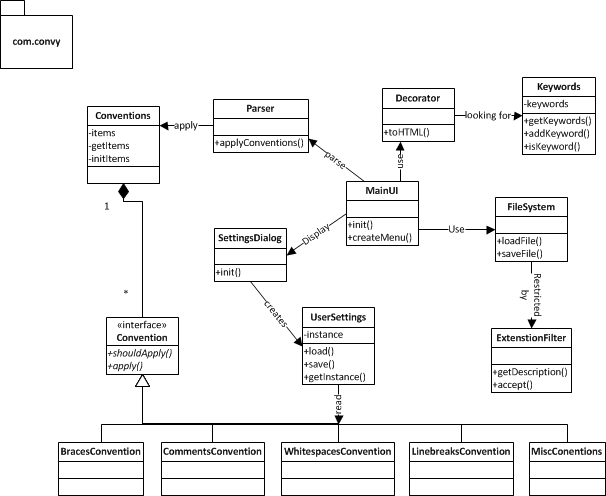 com.convy
Keywords
-keywords
+getKeywords()
+addKeyword()
+isKeyword()
Decorator
+toHTML()
looking for
Parser
+applyConventions()
apply
Conventions
-items
-getItems
-initItems
use
parse
MainUI
+init()
+createMenu()
1
*
Use
FileSystem
+loadFile()
+saveFile()
Display
SettingsDialog
+init()
Restricted
by
creates
UserSettings
-instance
+load()
+save()
+getInstance()
«interface»
Convention
+shouldApply()
+apply()
ExtenstionFilter
+getDescription()
+accept()
read
BracesConvention
CommentsConvention
WhitespacesConvention
LinebreaksConvention
MiscConentions